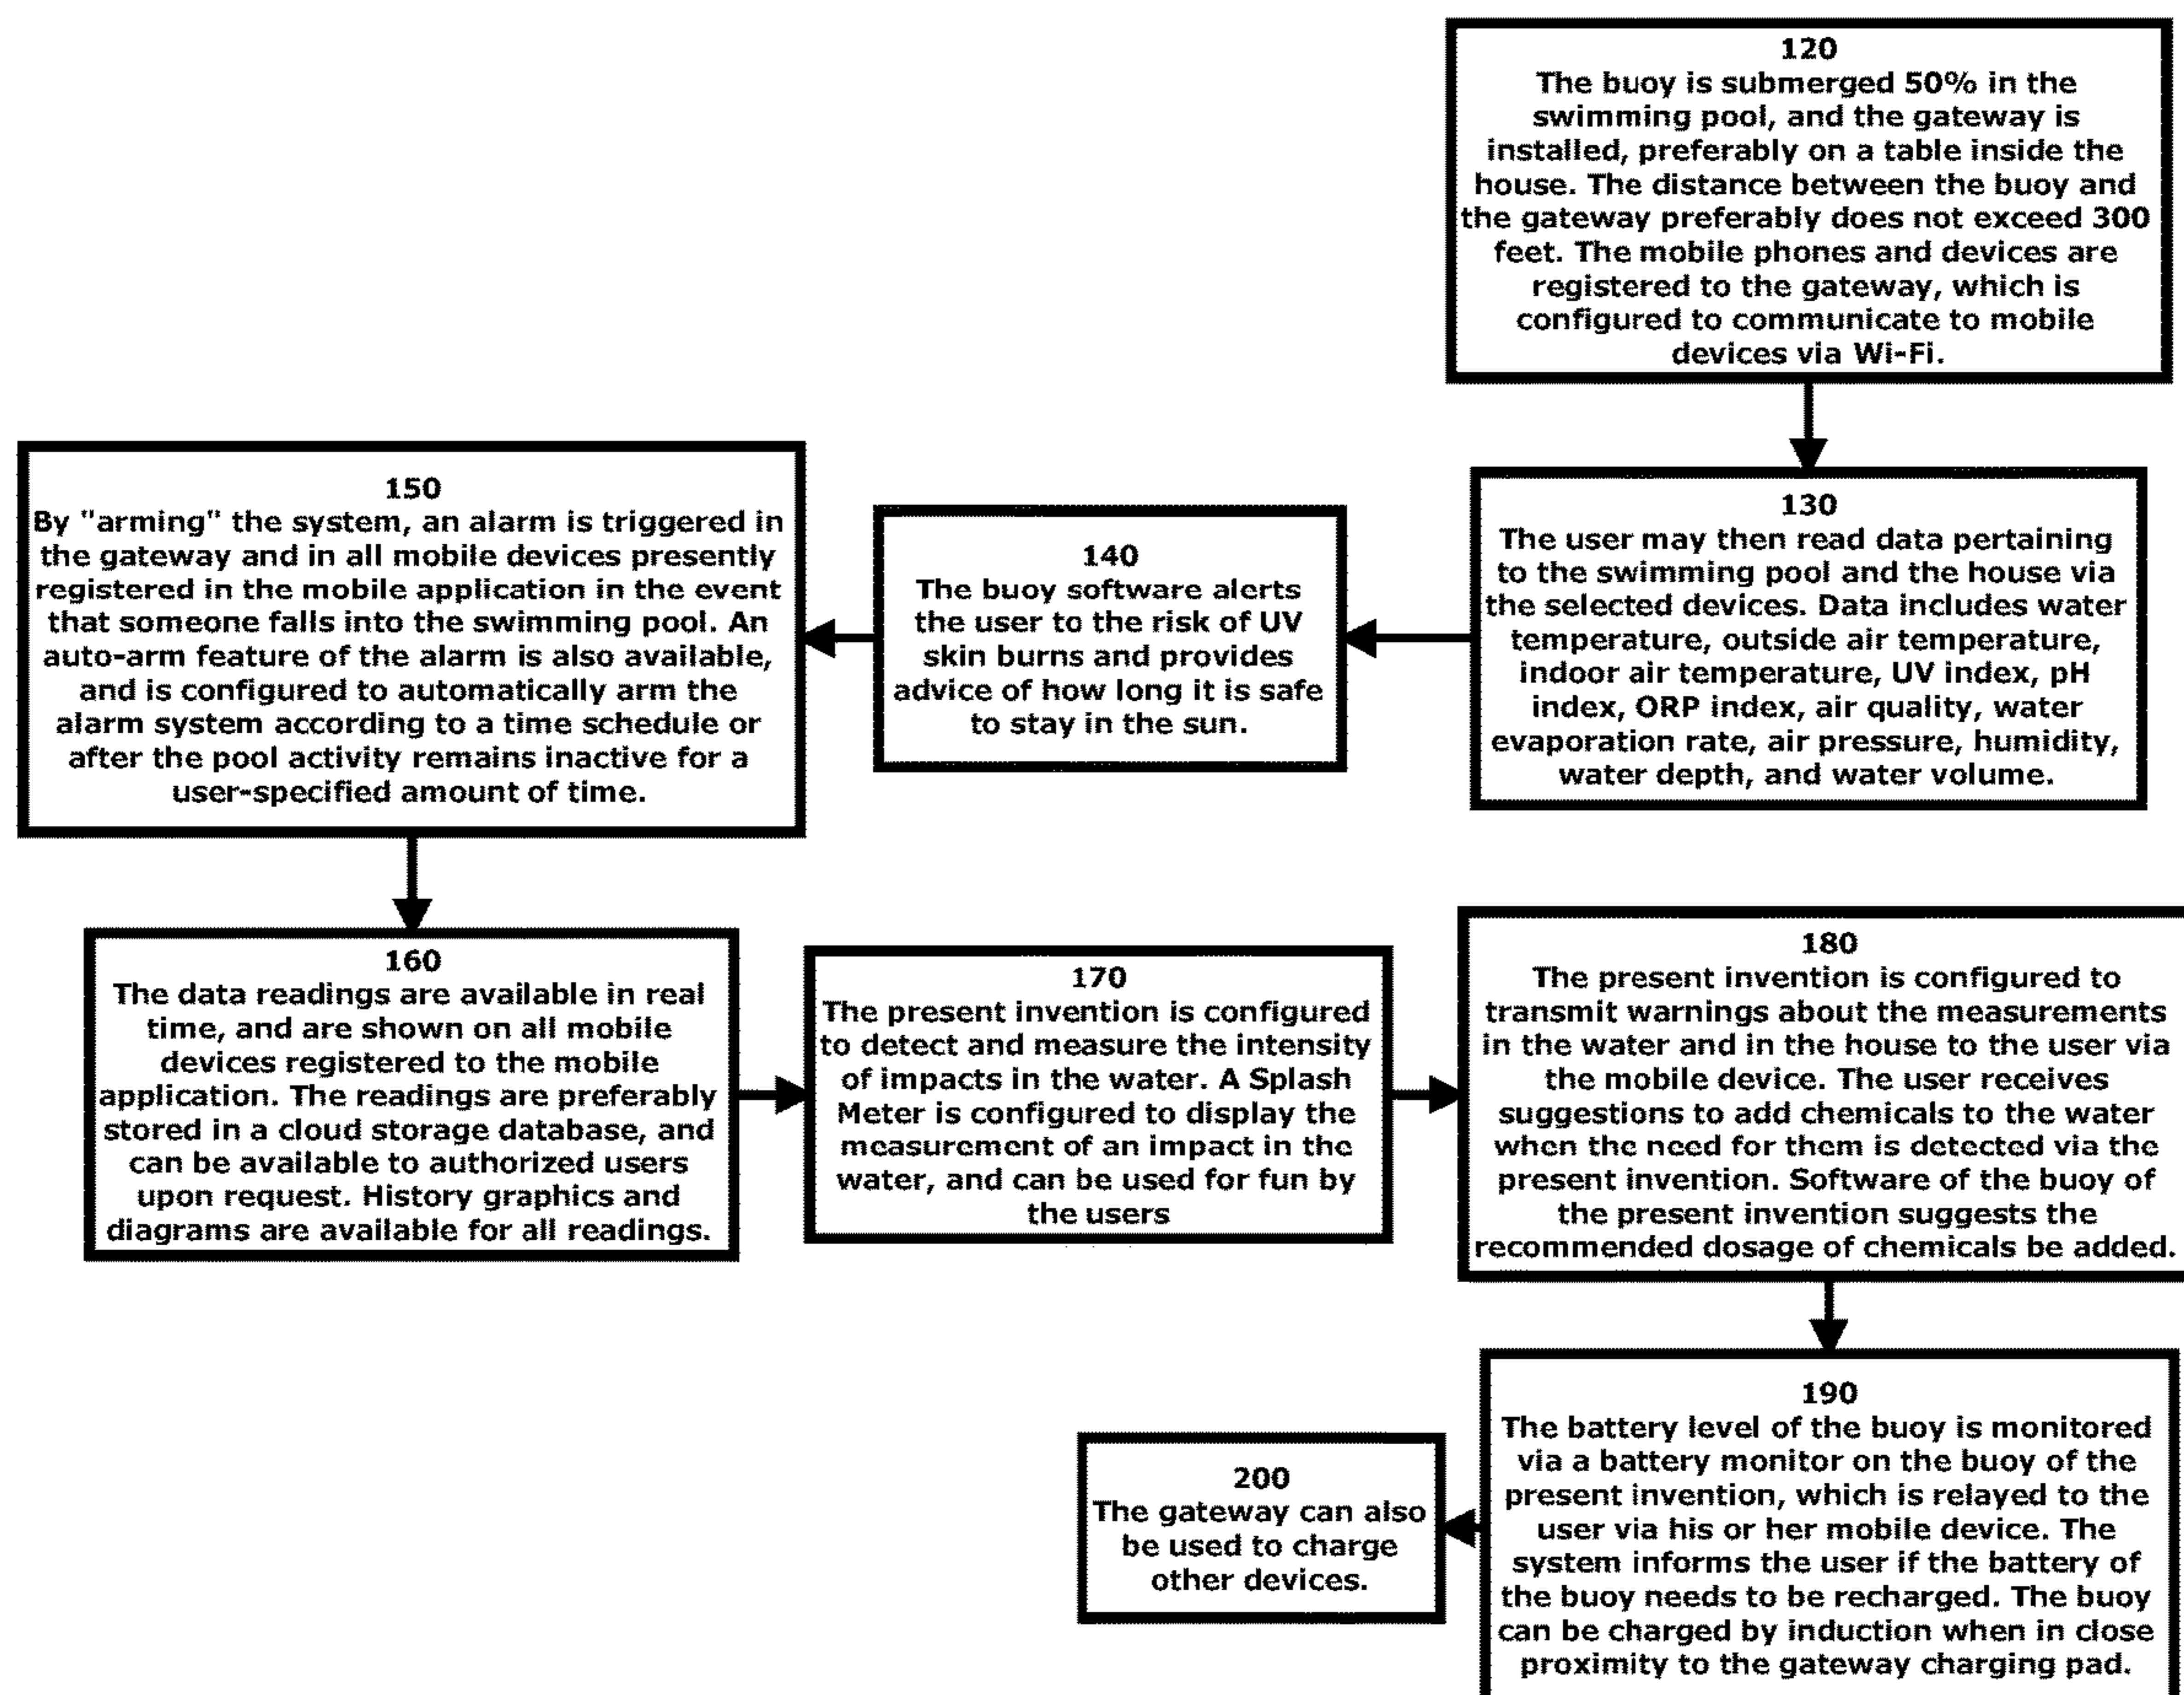 120
The buoy is submerged 50% in the
swimming pool, and the gateway is
installed, preferably on a table inside the
house. The distance between the buoy and
the gateway preferably does not exceed 300
feet. The mobile phones and devices are
registered to the gateway, which is
configured to communicate to mobile
devices via Wi-Fi.
130
The user may then read data pertaining
to the swimming pool and the house via
the selected devices. Data includes water
temperature, outside air temperature,
indoor air temperature, UV index, pH
index, ORP index, air quality, water
evaporation rate, air pressure, humidity,
water depth, and water volume.
140
The buoy software alerts
the user to the risk of UV
skin burns and provides
advice of how long it is safe
to stay in the sun.
150
By "arming" the system, an alarm is triggered in
the gateway and in all mobile devices presently
registered in the mobile application in the event
that someone falls into the swimming pool. An
auto-arm feature of the alarm is also available,
and is configured to automatically arm the
alarm system according to a time schedule or
after the pool activity remains inactive for a
user-specified amount of time.
160
The data readings are available in real
time, and are shown on all mobile
devices registered to the mobile
application. The readings are preferably
stored in a cloud storage database, and
can be available to authorized users
upon request. History graphics and
diagrams are available for all readings.
170
The present invention is configured
to detect and measure the intensity
of impacts in the water. A Splash
Meter is configured to display the
measurement of an impact in the
water, and can be used for fun by
the users
180
The present invention is configured to
transmit warnings about the measurements
in the water and in the house to the user via
the mobile device. The user receives
suggestions to add chemicals to the water
when the need for them is detected via the
present invention. Software of the buoy of
the present invention suggests the
recommended dosage of chemicals be added.
190
The battery level of the buoy is monitored
via a battery monitor on the buoy of the
present invention, which is relayed to the
user via his or her mobile device. The
system informs the user if the battery of
the buoy needs to be recharged. The buoy
can be charged by induction when in close
proximity to the gateway charging pad.
200
The gateway can also
be used to charge
other devices.